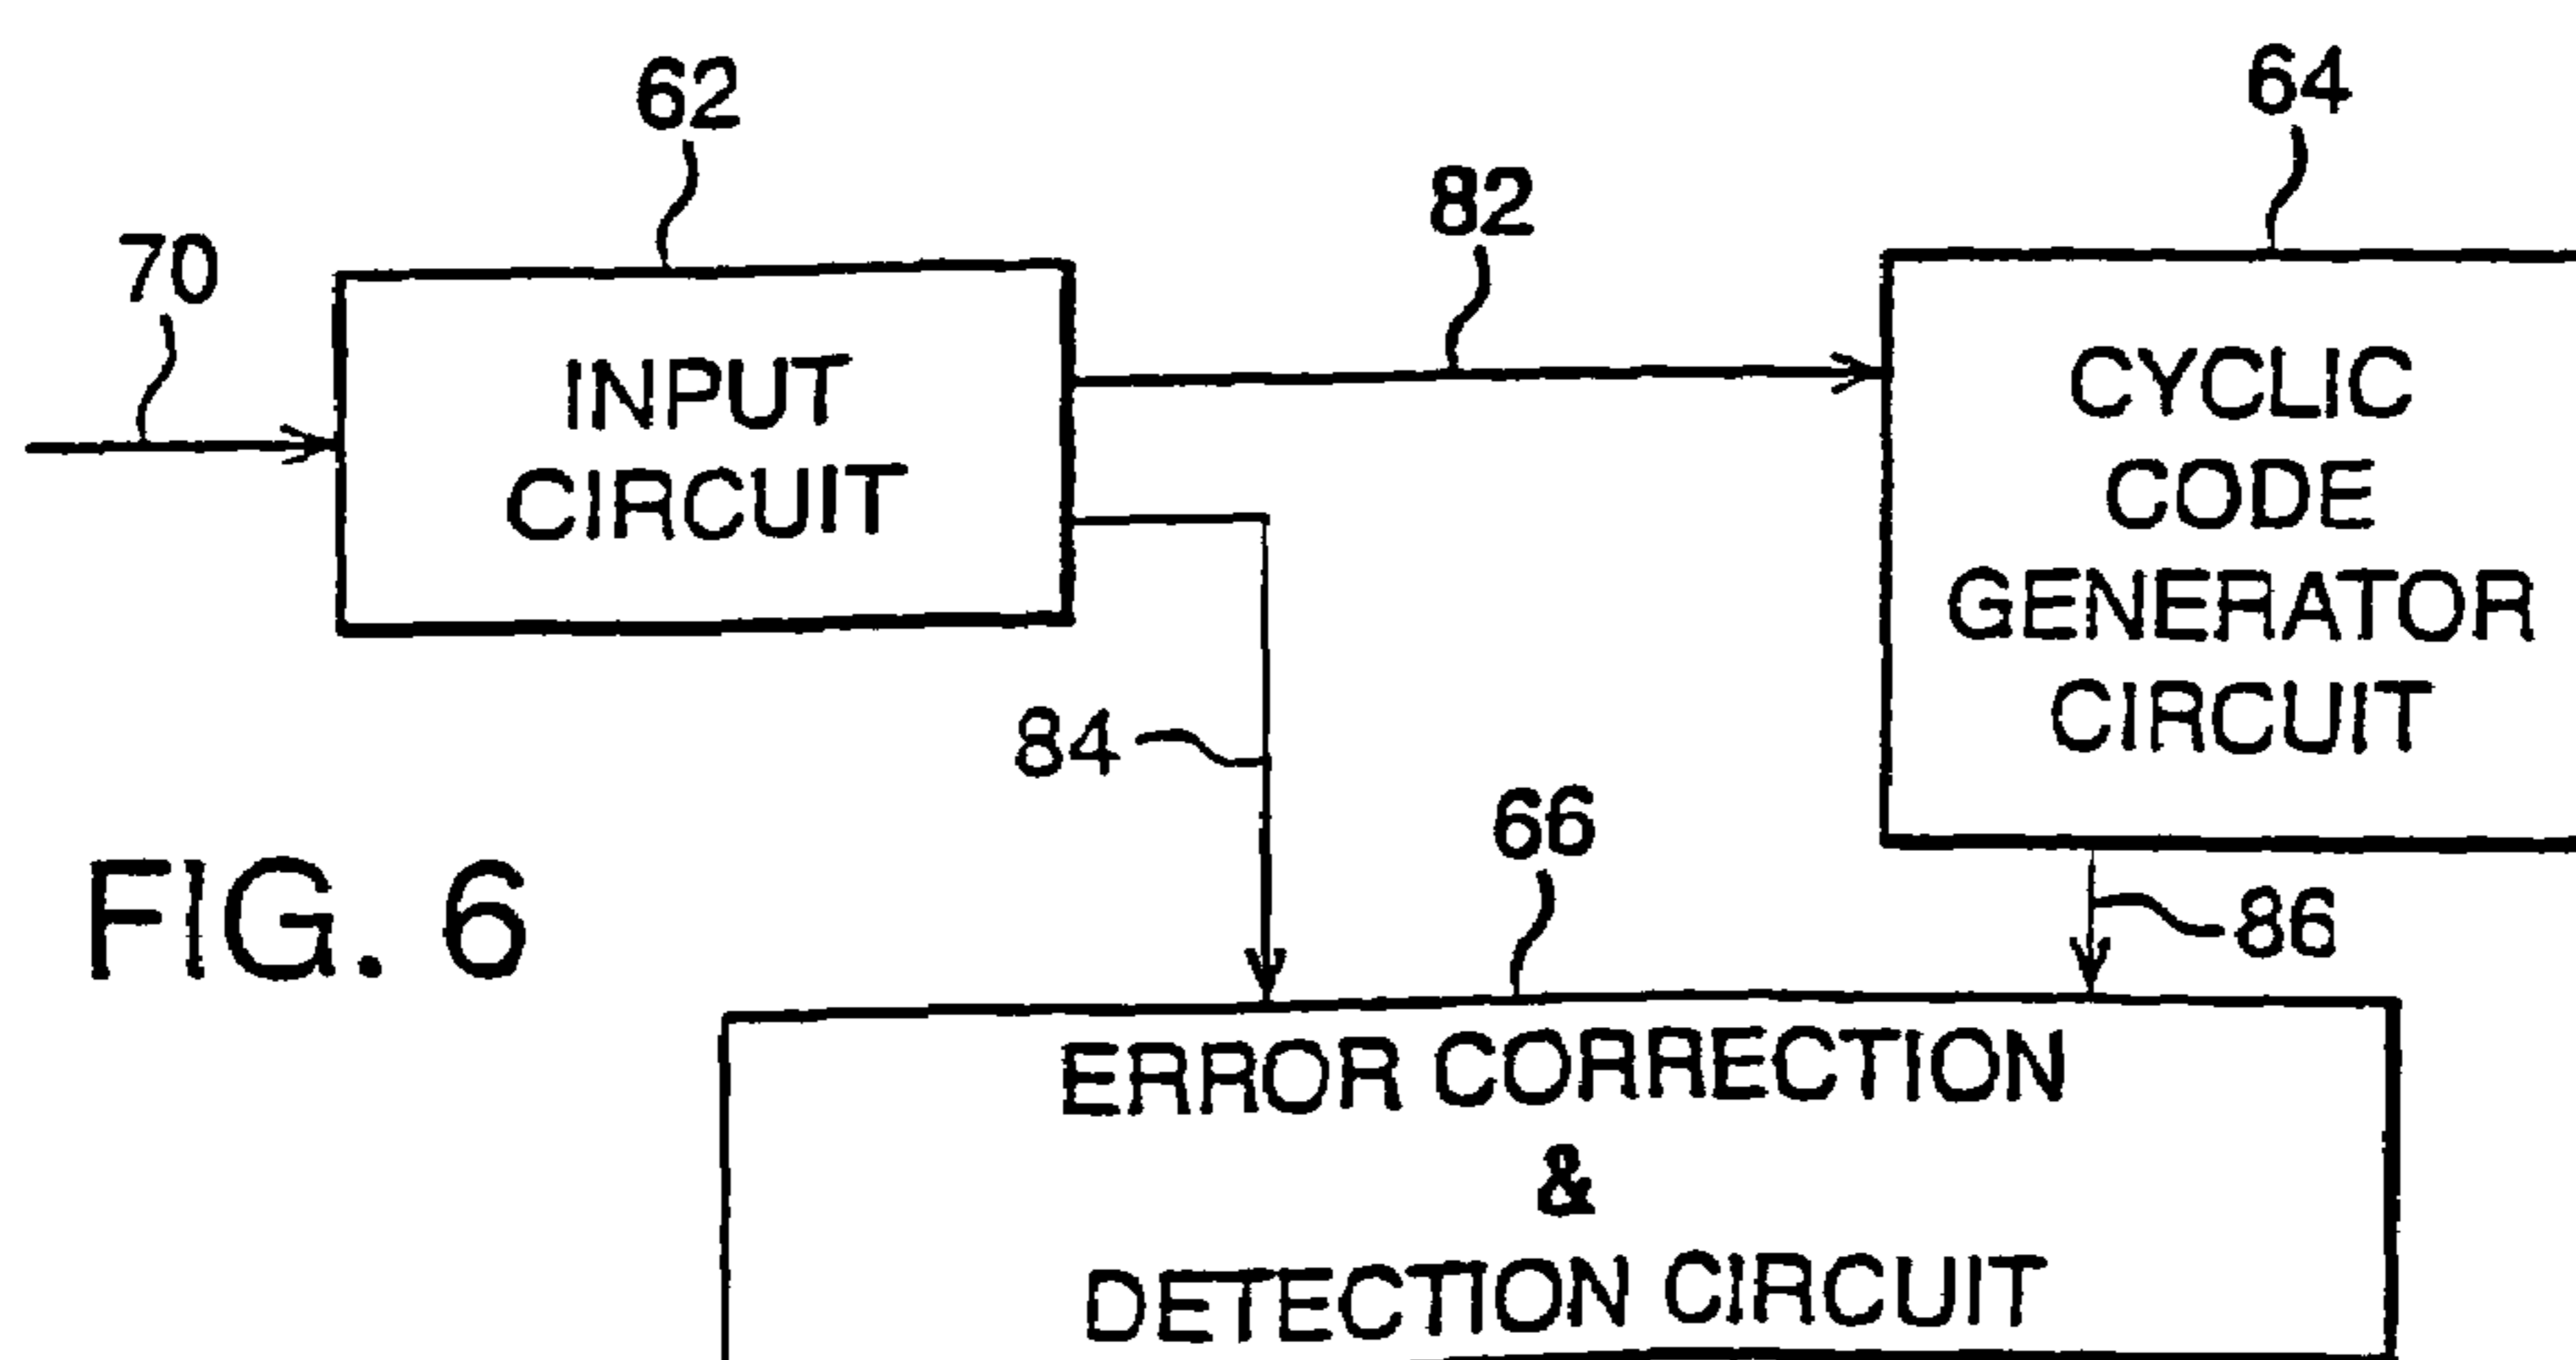 62
64
82
70
INPUT
CIRCUIT
CYCLIC
CODE
GENERATOR
CIRCUIT
84
66
86
FIG. 6
ERROR CORRECTION
&
DETECTION CIRCUIT